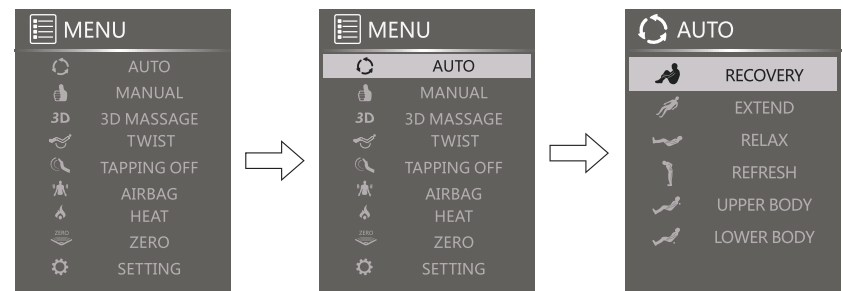 MENU
AUTO
MANUAL
3D 3D MASSAGE
TWIST
TAPPING OFF
AIRBAG
HEAT
ZERO ZERO
SETTING
MENU
AUTO
MANUAL
3D 3D MASSAGE
TWIST
TAPPING OFF
AIRBAG
HEAT
ZERO ZERO
SETTING
AUTO
RECOVERY
EXTEND
RELAX
REFRESH
UPPER BODY
LOWER BODY